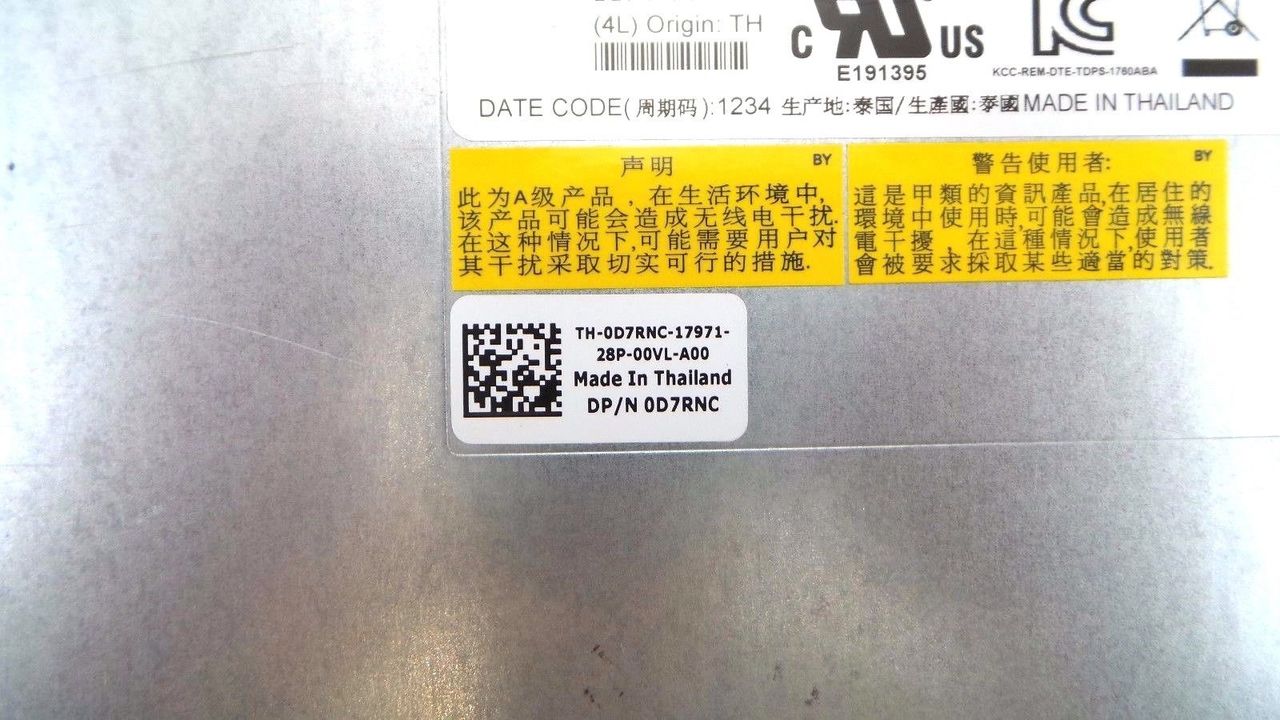 (4L) Origin: TH
C US
E191395
KCC-REM-DTE-TDPS-1760ABA
DATE CODE(周期码):1234 生产地:泰国/生產國:泰國 MADE IN THAILAND
声明 BY
此为A级产品，在生活环境中,
该产品可能会造成无线电干扰.
在这种情况下,可能需要用户对
其干扰采取切实可行的措施.
警告使用者: BY
這是甲類的資訊產品,在居住的
環境中使用時,可能會造成無線
電干擾，在這種情況下,使用者
會被要求採取某些適當的對策.
TH-0D7RNC-17971-
28P-00VL-A00
Made In Thailand
DP/N 0D7RNC